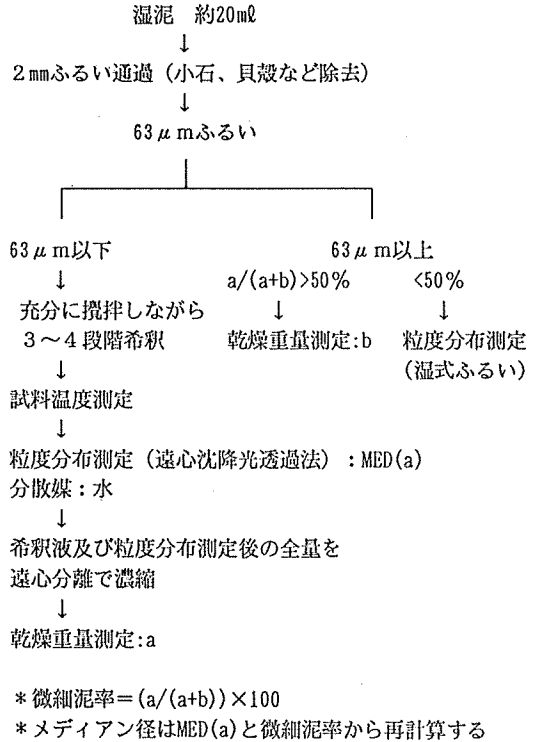 湿泥 約20mℓ
↓
2mmふるい通過(小石、貝殻など除去)
↓
63μmふるい
63μm以下
63μm以上
a/(a+b)>50%
<50%
↓
充分に攪拌しながら
3～4段階希釈
↓
乾燥重量測定:b
↓
粒度分布測定
(湿式ふるい)
↓
試料温度測定
↓
粒度分布測定(遠心沈降光透過法):MED(a)
分散媒:水
↓
希釈液及び粒度分布測定後の全量を
遠心分離で濃縮
↓
乾燥重量測定:a
*微細泥率=(a/(a+b))×100
*メディアン径はMED(a)と微細泥率から再計算する